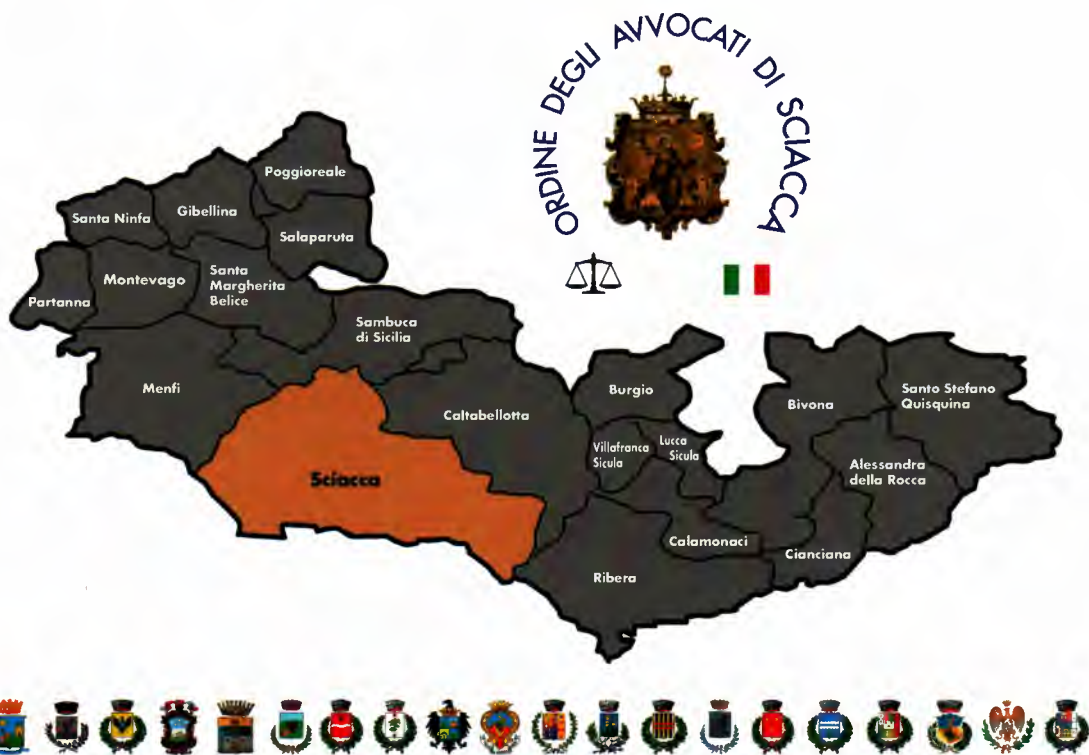 ORDINE DEGLI AVVOCATI DI SCIACCA
Poggioreale
Santa Ninfa
Gibellina
Salaparuta
Partanna
Montevago
Santa
Margherita
Belice
Sambuca
di Sicilia
Menfi
Caltabellotta
Burgio
Bivona
Santo Stefano
Quisquina
Villafranca
Sicula
Lucca
Sicula
Alessandra
della Rocca
Sciacca
Calamonaci
Cianciana
Ribera